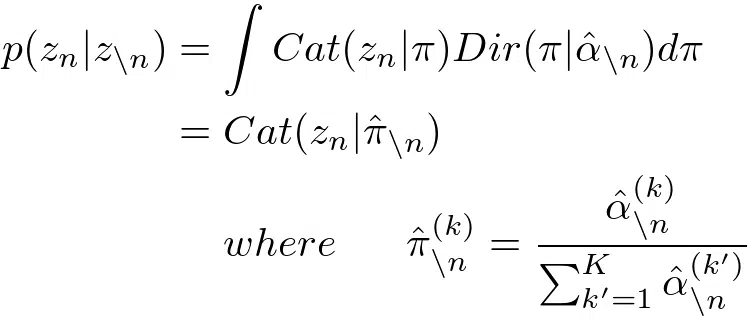 p(z_n|z_{\n}) = ∫ Cat(z_n|π)Dir(π|α̂_{\n})dπ
= Cat(z_n|π̂_{\n})
where π̂_{\n}^{(k)} = α̂_{\n}^{(k)} / ∑_{k'=1}^{K} α̂_{\n}^{(k')}